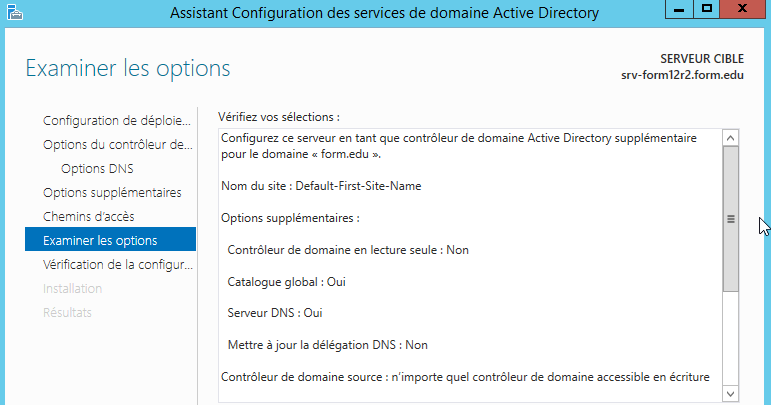 Assistant Configuration des services de domaine Active Directory
Examiner les options
SERVEUR CIBLE
srv-form12r2.form.edu
Configuration de déploie...
Options du contrôleur de...
Options DNS
Options supplémentaires
Chemins d'accès
Examiner les options
Vérification de la configur...
Installation
Résultats
Vérifiez vos sélections :
Configurez ce serveur en tant que contrôleur de domaine Active Directory supplémentaire
pour le domaine « form.edu ».
Nom du site : Default-First-Site-Name
Options supplémentaires :
Contrôleur de domaine en lecture seule : Non
Catalogue global : Oui
Serveur DNS : Oui
Mettre à jour la délégation DNS : Non
Contrôleur de domaine source : n'importe quel contrôleur de domaine accessible en écriture